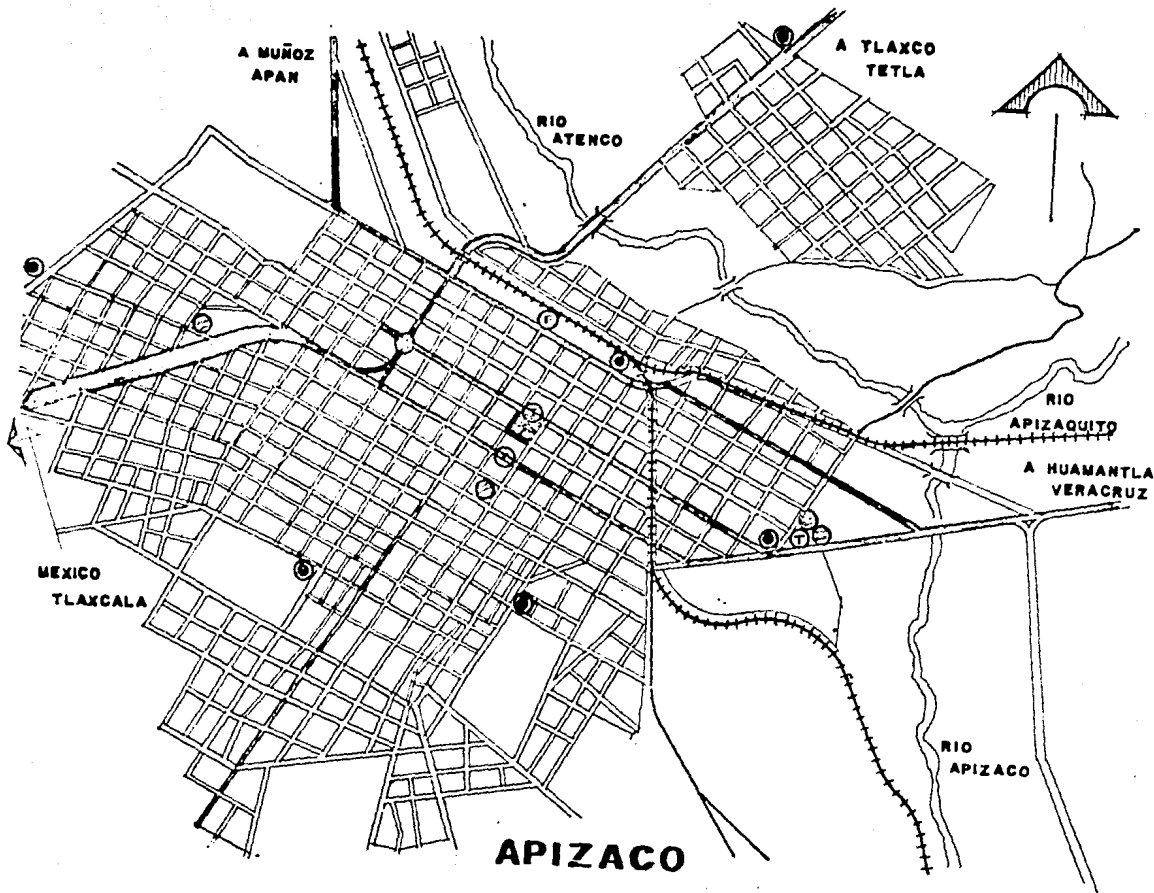 A MUÑOZ
APAN
A TLAXCO
TETLA
RIO
ATENCO
F
RIO
APIZAQUITO
A HUAMANTLA
VERACRUZ
T
MEXICO
TLAXCALA
RIO
APIZACO
APIZACO